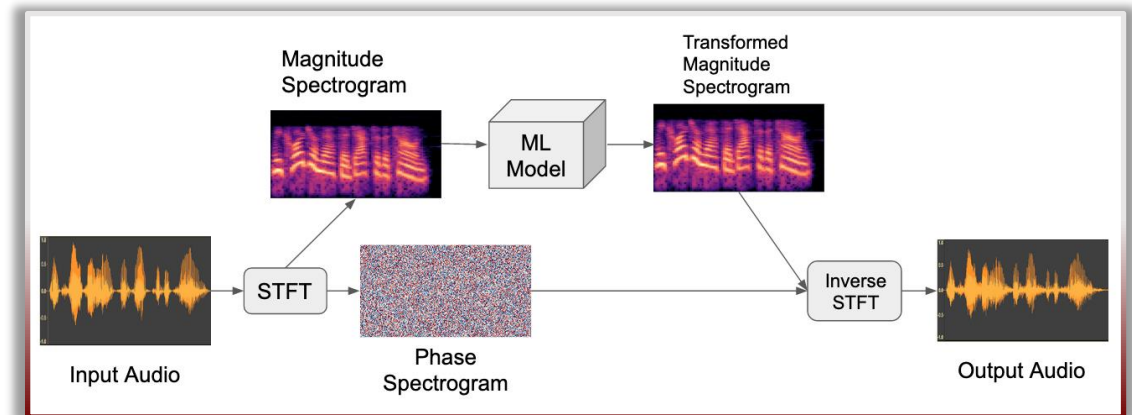 Magnitude
Spectrogram
Transformed
Magnitude
Spectrogram
ML
Model
STFT
Inverse
STFT
Input Audio
Phase
Spectrogram
Output Audio